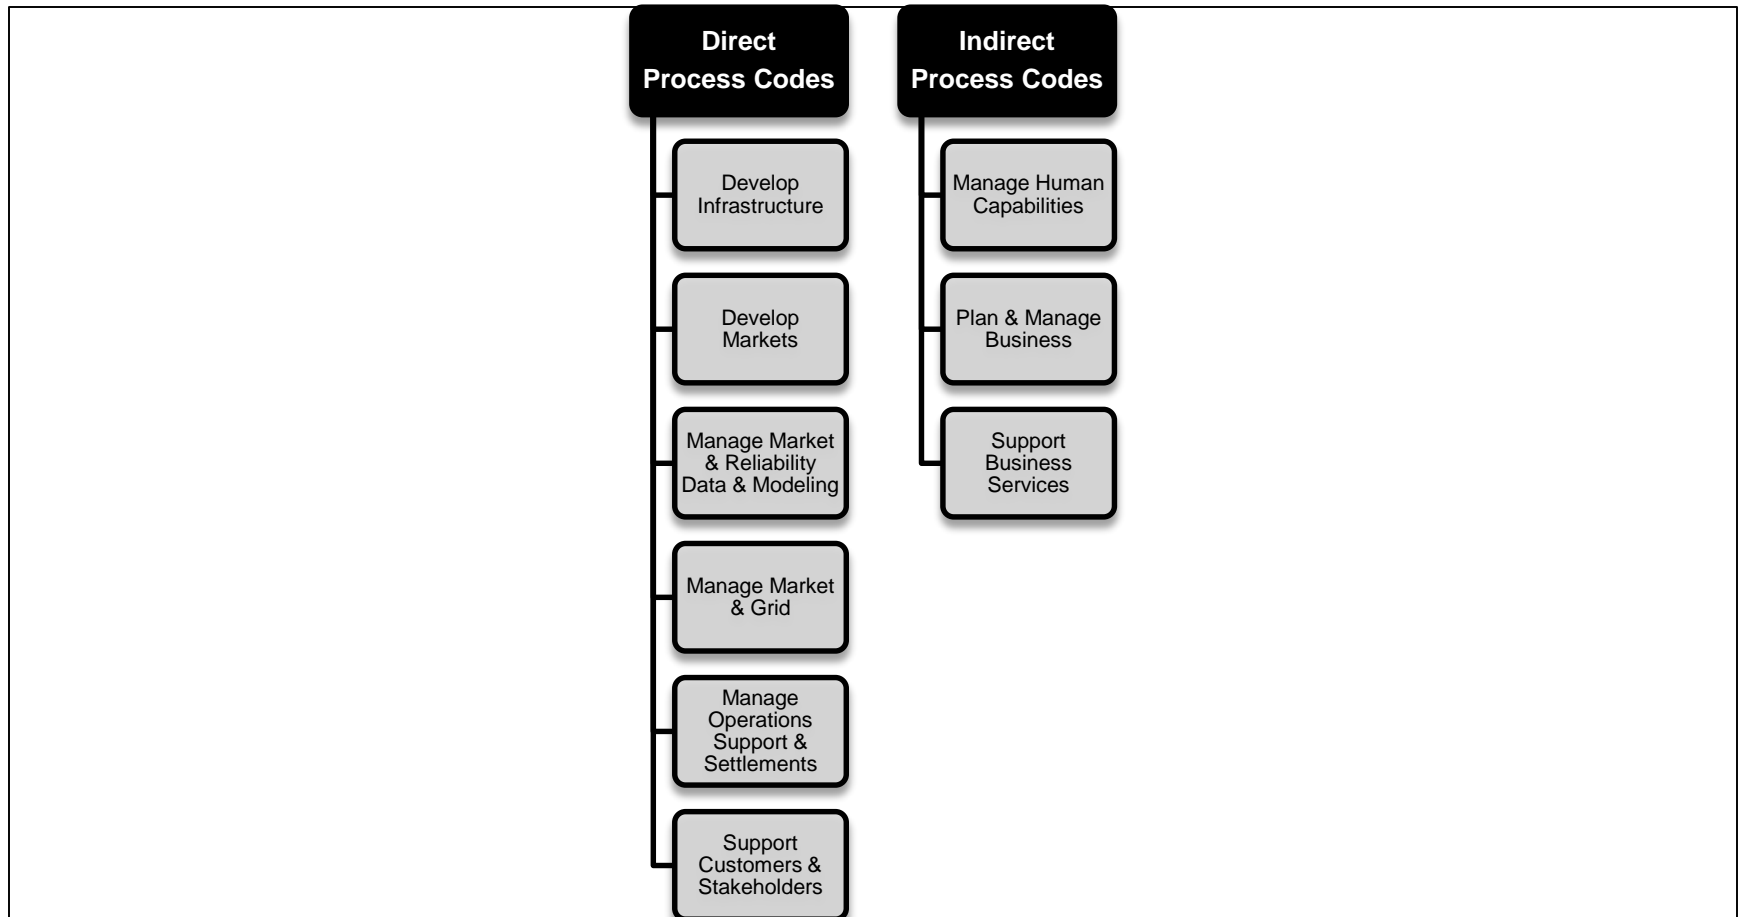 Direct
Process Codes
Develop
Infrastructure
Develop
Markets
Manage Market
& Reliability
Data & Modeling
Manage Market
& Grid
Manage
Operations
Support &
Settlements
Support
Customers &
Stakeholders
Indirect
Process Codes
Manage Human
Capabilities
Plan & Manage
Business
Support
Business
Services